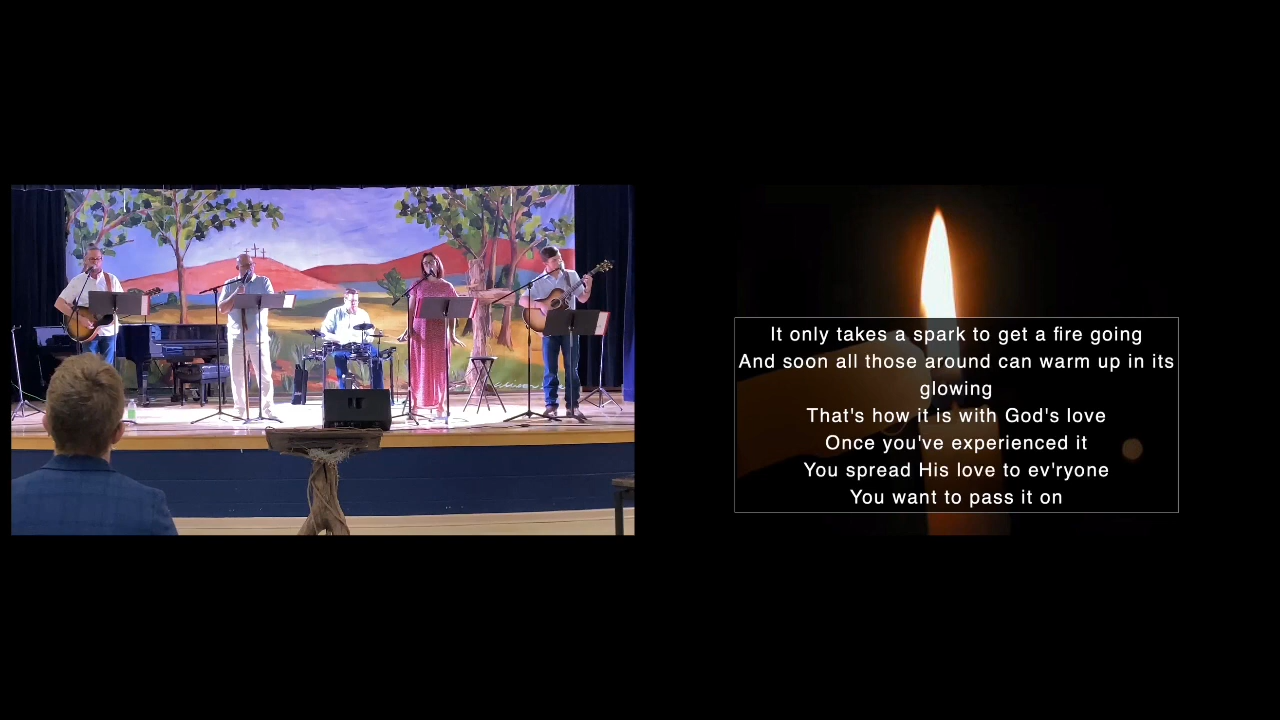 It only takes a spark to get a fire going
And soon all those around can warm up in its
glowing
That's how it is with God's love
Once you've experienced it
You spread His love to ev'ryone
You want to pass it on